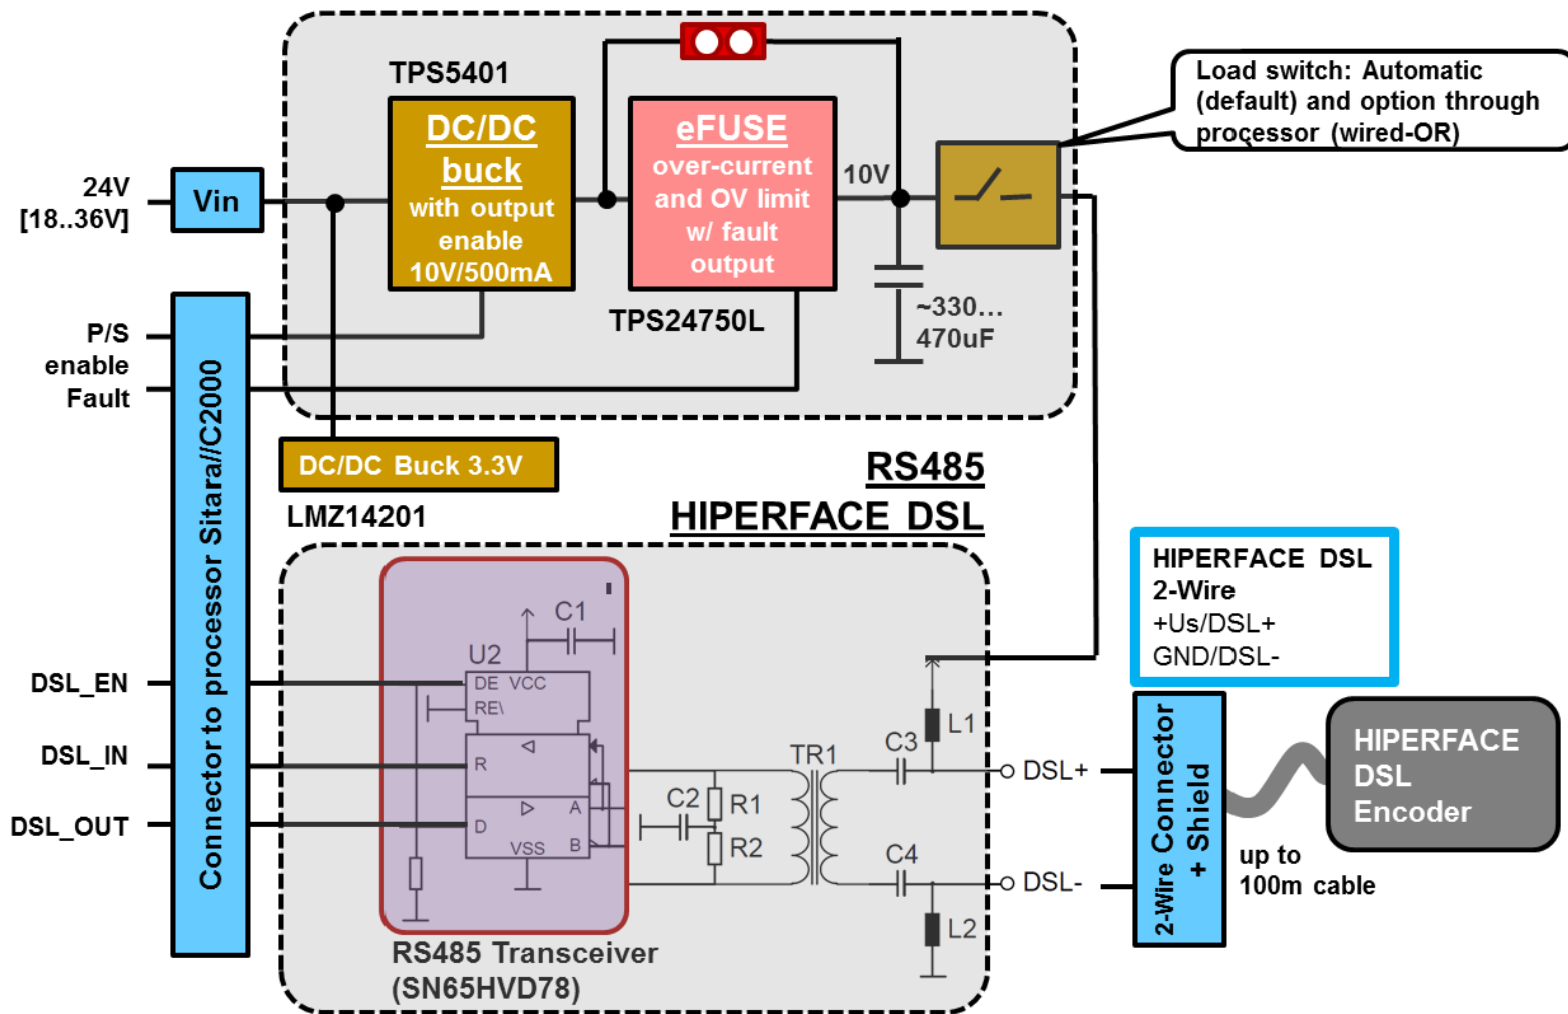 TPS5401
Load switch: Automatic
(default) and option through
processor (wired-OR)
DC/DC
buck
with output
enable
10V/500mA
eFUSE
over-current
and OV limit
w/ fault
output
10V
24V
[18..36V]
Vin
TPS24750L
~330...
470uF
P/S
enable
Fault
Connector to processor Sitara//C2000
DC/DC Buck 3.3V
LMZ14201
RS485
HIPERFACE DSL
HIPERFACE DSL
2-Wire
+Us/DSL+
GND/DSL-
C1
U2
DE VCC
RE\
R
A
D
B
VSS
DSL_EN
DSL_IN
DSL_OUT
C2
R1
R2
TR1
C3
L1
C4
L2
DSL+
DSL-
2-Wire Connector
+ Shield
HIPERFACE
DSL
Encoder
up to
100m cable
RS485 Transceiver
(SN65HVD78)